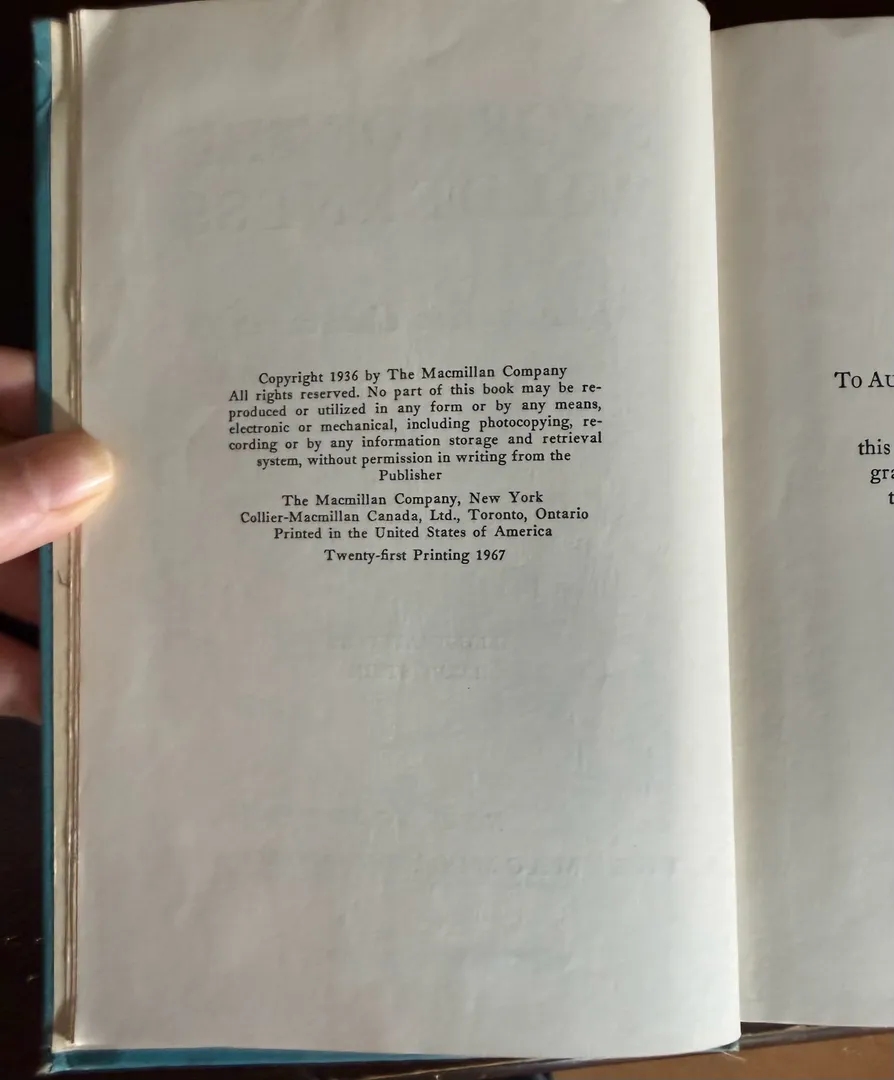 Copyright 1936 by The Macmillan Company
All rights reserved. No part of this book may be re-
produced or utilized in any form or by any means,
electronic or mechanical, including photocopying, re-
cording or by any information storage and retrieval
system, without permission in writing from the
Publisher
The Macmillan Company, New York
Collier-Macmillan Canada, Ltd., Toronto, Ontario
Printed in the United States of America
Twenty-first Printing 1967
To
this